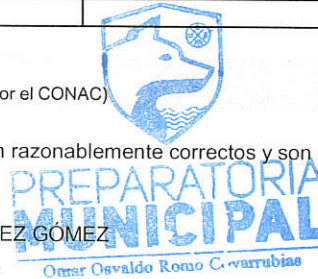 or el CONAC)
n razonablemente correctos y son
PREPARATORIA
MUNICIPAL
EZ GÓMEZ
Omar Osvaldo Romo Covarrubias